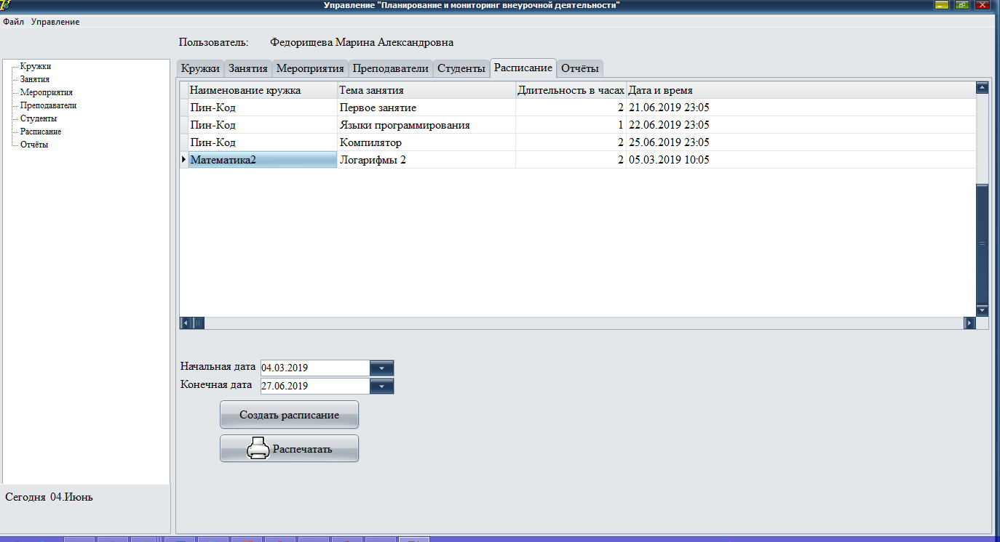 Управление "Планирование и мониторинг внеурочной деятельности"
Файл Управление
Пользователь: Федорищева Марина Александровна
Кружки
Занятия
Мероприятия
Преподаватели
Студенты
Расписание
Отчёты
Кружки Занятия Мероприятия Преподаватели Студенты Расписание Отчёты
Наименование кружка Тема занятия Длительность в часах Дата и время
Пин-Код Первое занятие 2 21.06.2019 23:05
Пин-Код Языки программирования 1 22.06.2019 23:05
Пин-Код Компилятор 2 25.06.2019 23:05
Математика2 Логарифмы 2 2 05.03.2019 10:05
Начальная дата 04.03.2019
Конечная дата 27.06.2019
Создать расписание
Распечатать
Сегодня 04.Июнь